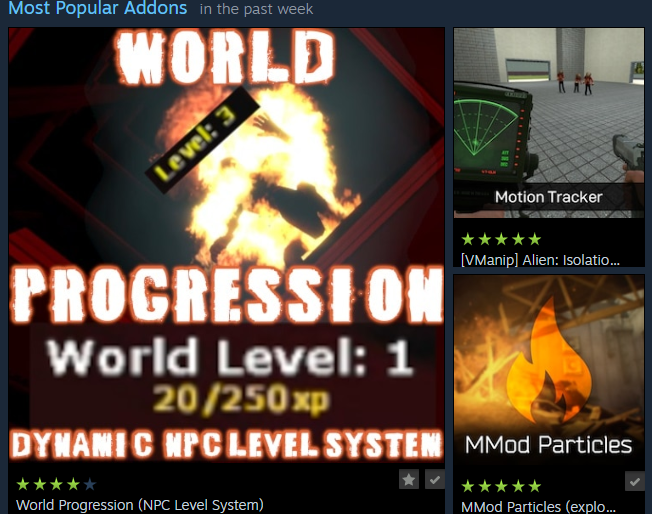 Most Popular Addons in the past week
WORLD
Level: 3
PROGRESSION
World Level: 1
20/250xp
DYNAMIC NPC LEVEL SYSTEM
World Progression (NPC Level System)
Motion Tracker
[VManip] Alien: Isolatio...
MMod Particles
MMod Particles (explo...